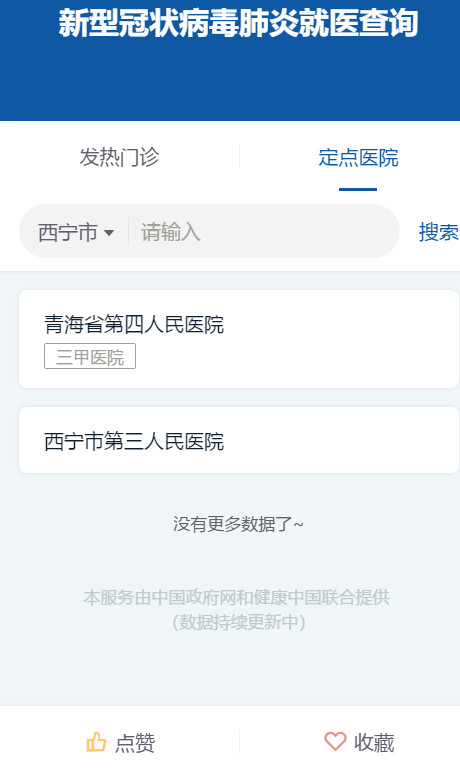 新型冠状病毒肺炎就医查询
发热门诊
定点医院
西宁市
请输入
搜索
青海省第四人民医院
三甲医院
西宁市第三人民医院
没有更多数据了~
本服务由中国政府网和健康中国联合提供
(数据持续更新中)
点赞
收藏